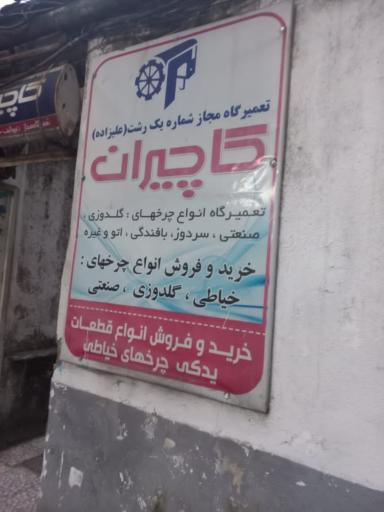 تعمیرگاه مجاز شماره یک رشت(علیزاده)
کاچیران
تعمیرگاه انواع چرخهای : گلدوزی ،
صنعتی ، سردوز، بافندگی ، اتو و غیره
خرید و فروش انواع چرخهای :
خیاطی ، گلدوزی ، صنعتی
خرید و فروش انواع قطعات
یدکی چرخهای خیاطی